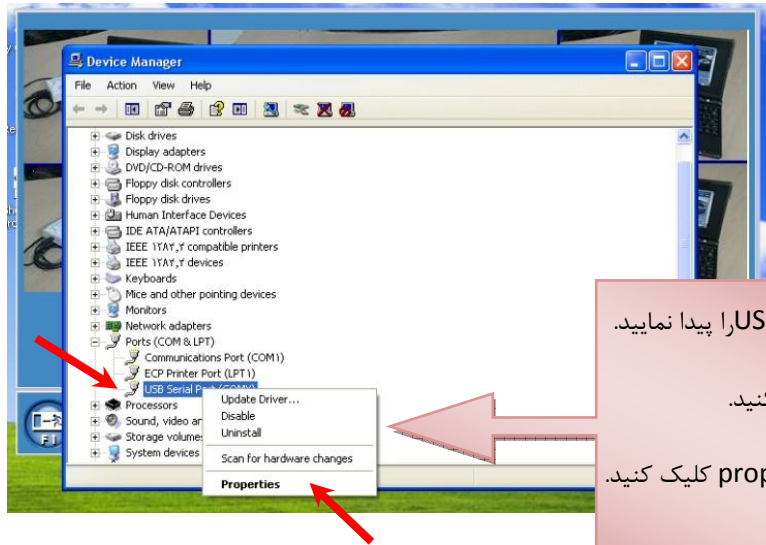 Device Manager
File Action View Help
Disk drives
Display adapters
DVD/CD-ROM drives
Floppy disk controllers
Floppy disk drives
Human Interface Devices
IDE ATA/ATAPI controllers
IEEE ۱۲۸۴,۴ compatible printers
IEEE ۱۲۸۴,۴ devices
Keyboards
Mice and other pointing devices
Monitors
Network adapters
Ports (COM & LPT)
Communications Port (COM۱)
ECP Printer Port (LPT۱)
USB Serial
Processors
Sound, video
Storage volume
System devices
Update Driver...
Disable
Uninstall
Scan for hardware changes
Properties
USرا پیدا نمایید.
کنید.
prop کلیک کنید.
F1